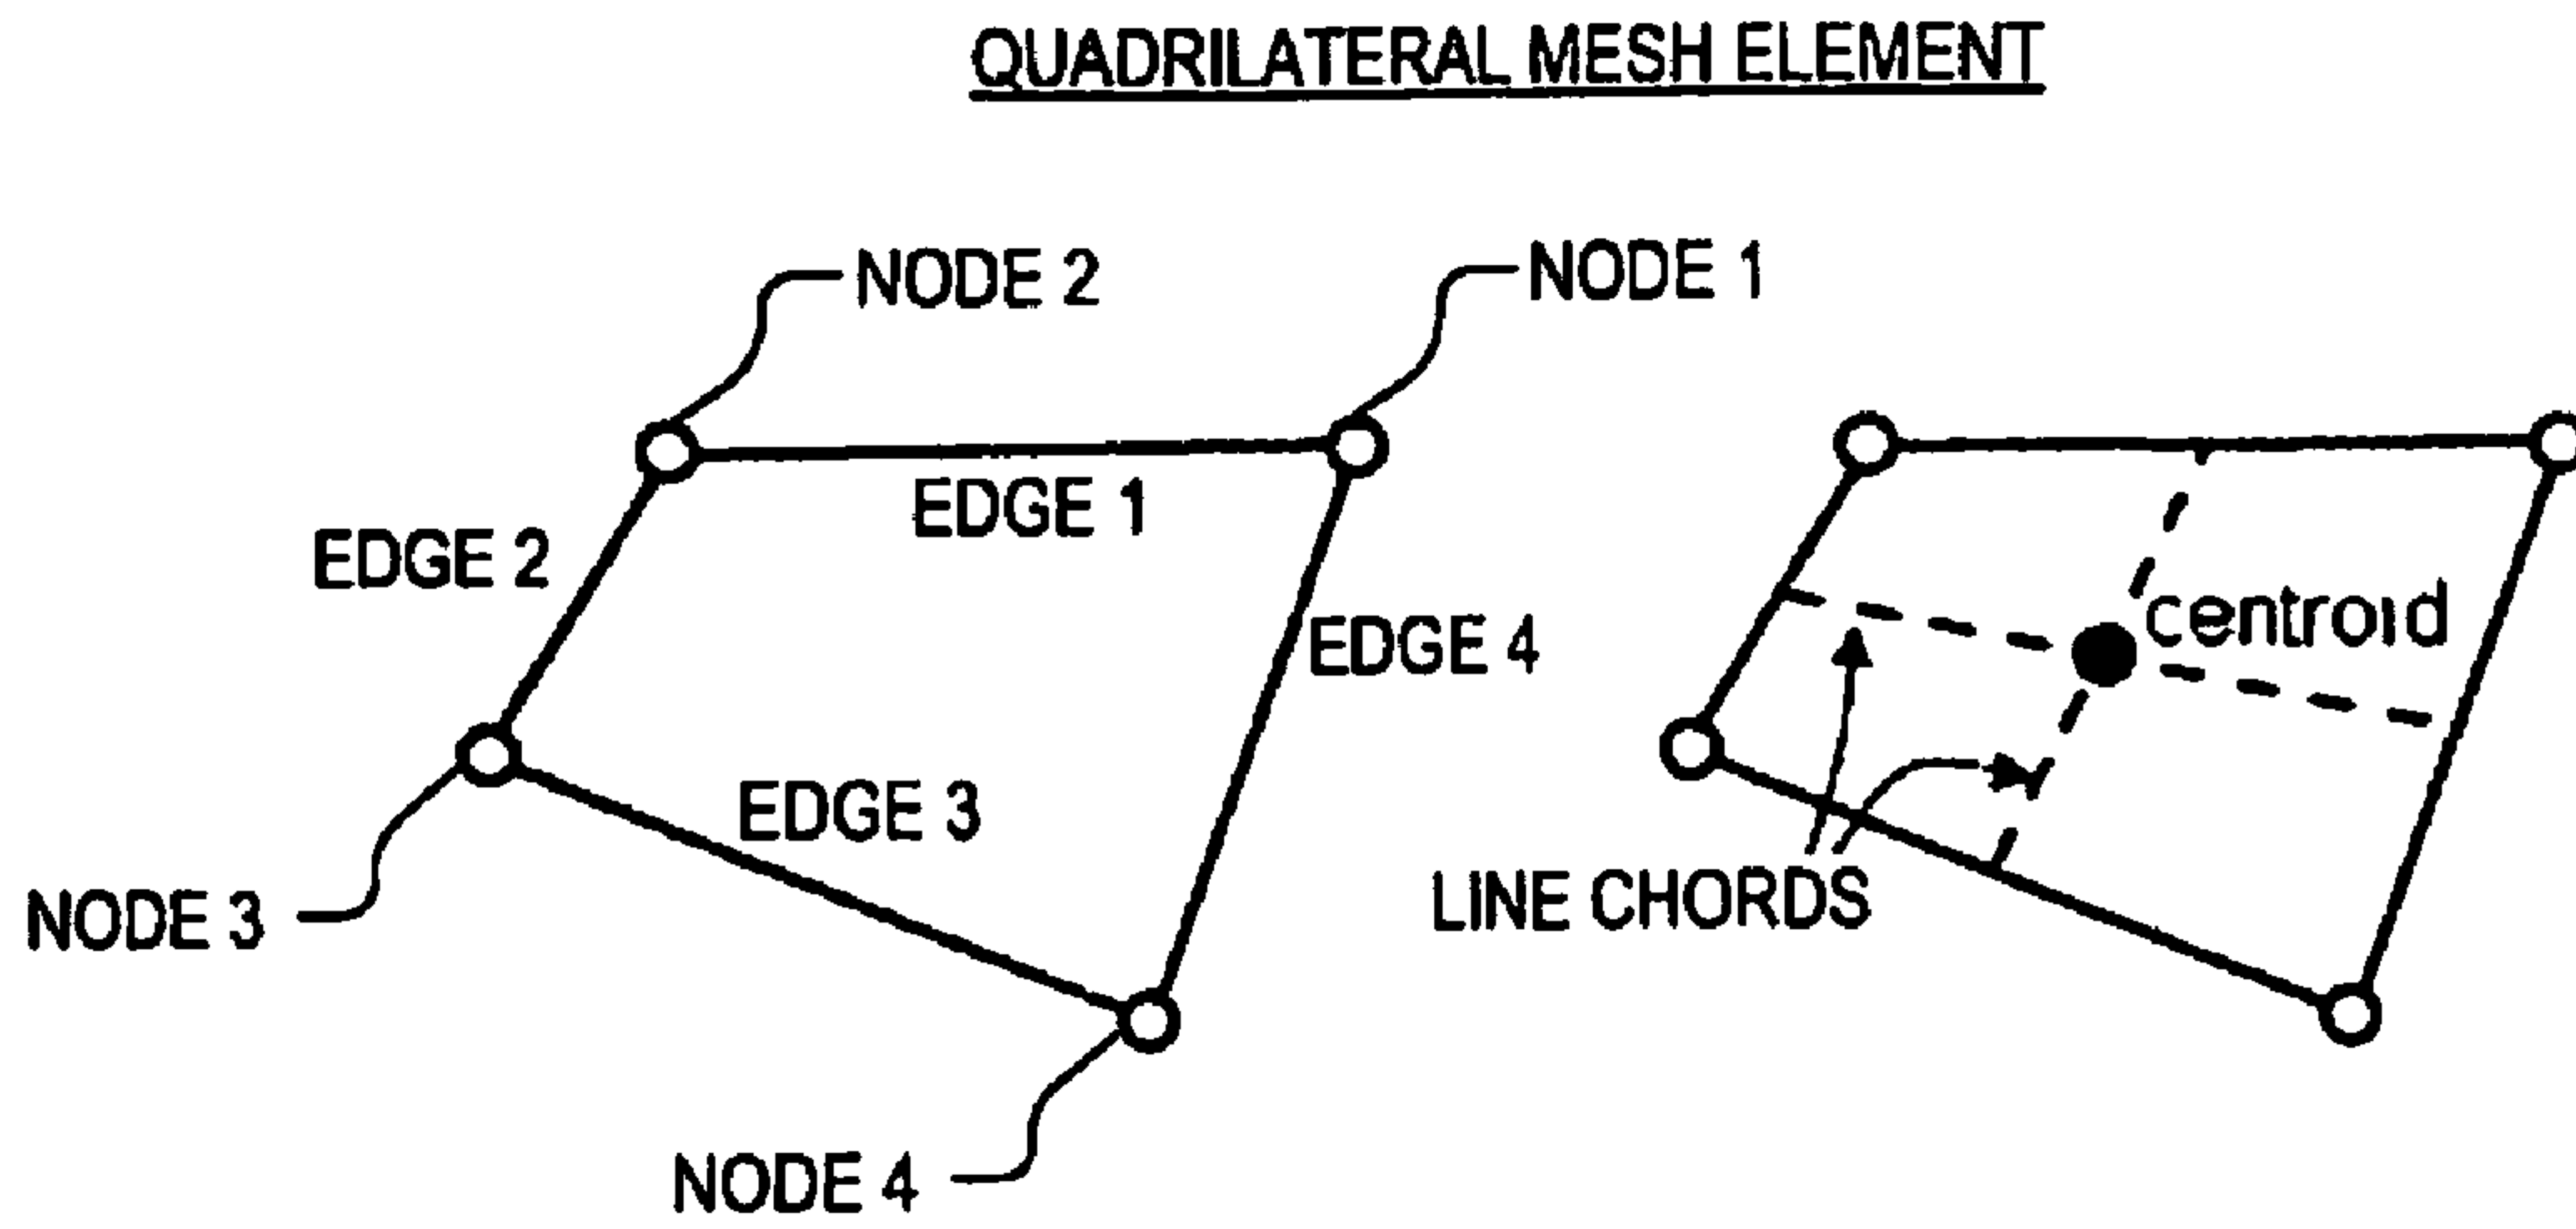 QUADRILATERAL MESH ELEMENT
NODE 2
NODE 1
EDGE 1
EDGE 2
EDGE 4
centroid
EDGE 3
LINE CHORDS
NODE 3
NODE 4